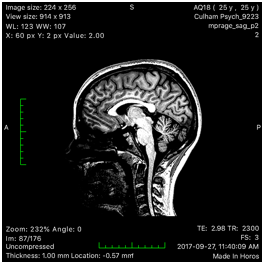 Image size: 224 x 256
View size: 914 x 913
WL: 123 WW: 107
X: 60 px Y: 2 px Value: 2.00
S
AQ18 ( 25 y , 25 y )
Culham Psych_9223
mprage_sag_p2
2
A
P
Zoom: 232% Angle: 0
Im: 87/176
Uncompressed
Thickness: 1.00 mm Location: -0.57 mm
I
TE: 2.98 TR: 2300
FS: 3
2017-09-27, 11:40:09 AM
Made In Horos